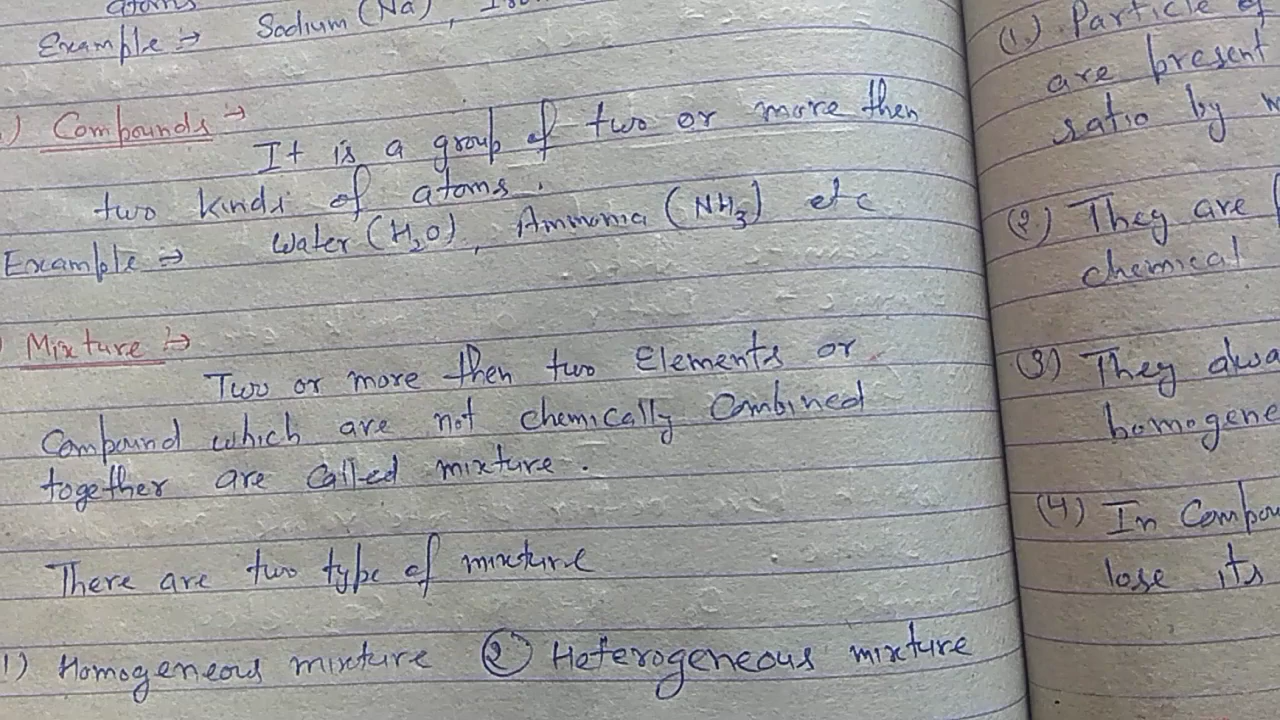 atoms
Example → Sodium (Na),
Compounds →
It is a group of two or more then
two kinds of atoms.
Example → Water (H₂O), Ammonia (NH₃) etc
Mixture →
Two or more then two Elements or
Compound which are not chemically Combined
together are called mixture.
There are two type of mixture
1) Homogeneous mixture ② Heterogeneous mixture
(1) Particle of
are present
ratio by
(2) They are
chemical
(3) They
(4) In
lose its